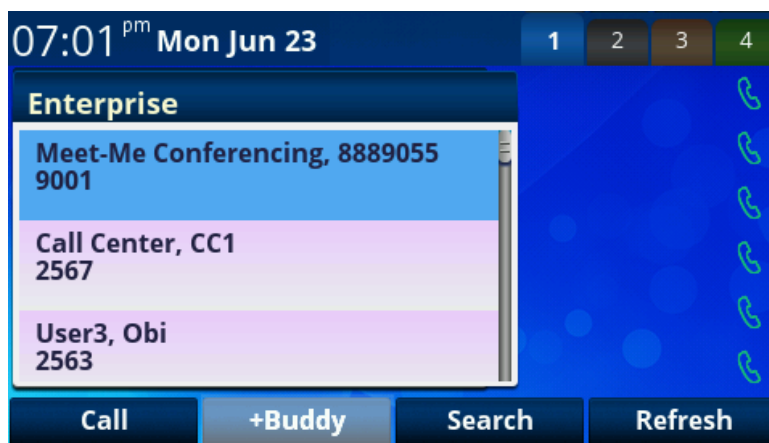 07:01 pm Mon Jun 23 1 2 3 4
Enterprise
Meet-Me Conferencing, 8889055
9001
Call Center, CC1
2567
User3, Obi
2563
Call +Buddy Search Refresh